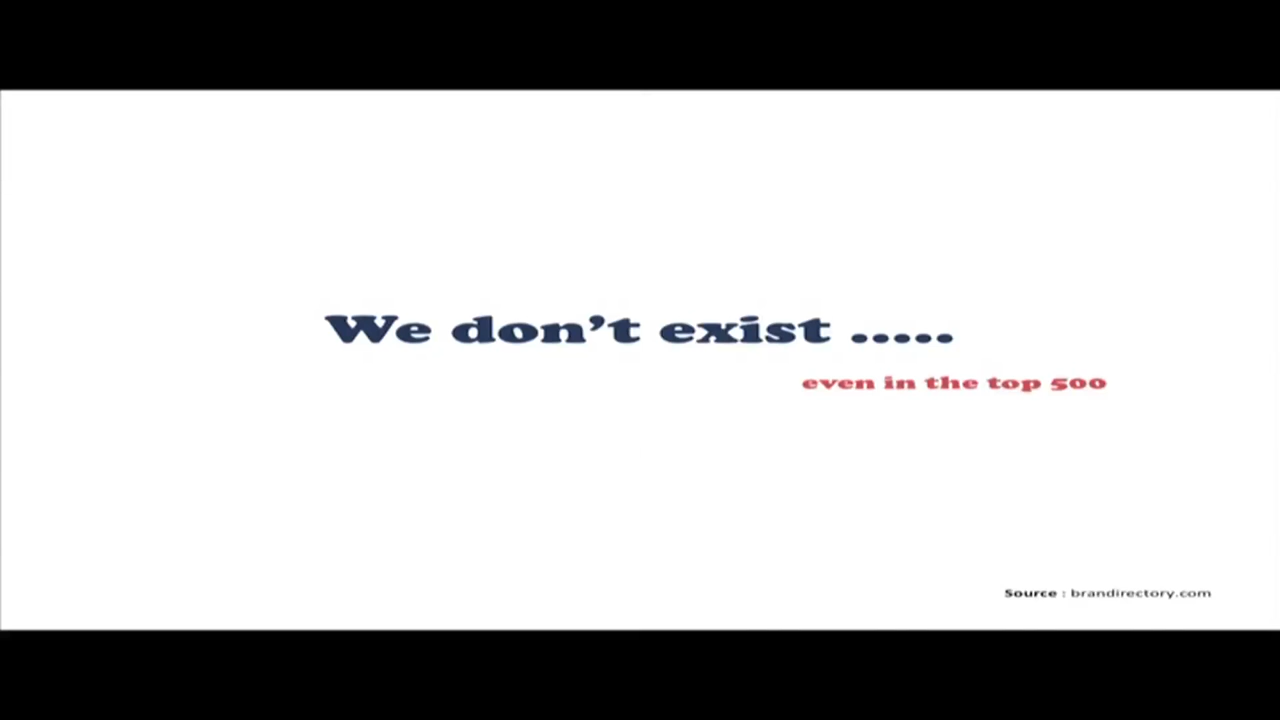 We don’t exist .....
even in the top 500
Source : brandirectory.com